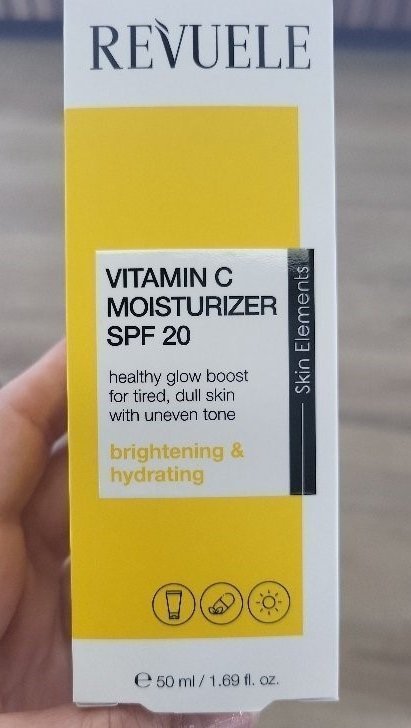 REVUELE
VITAMIN C
MOISTURIZER
SPF 20
healthy glow boost
for tired, dull skin
with uneven tone
brightening &
hydrating
Skin Elements
℮ 50 ml / 1.69 fl. oz.